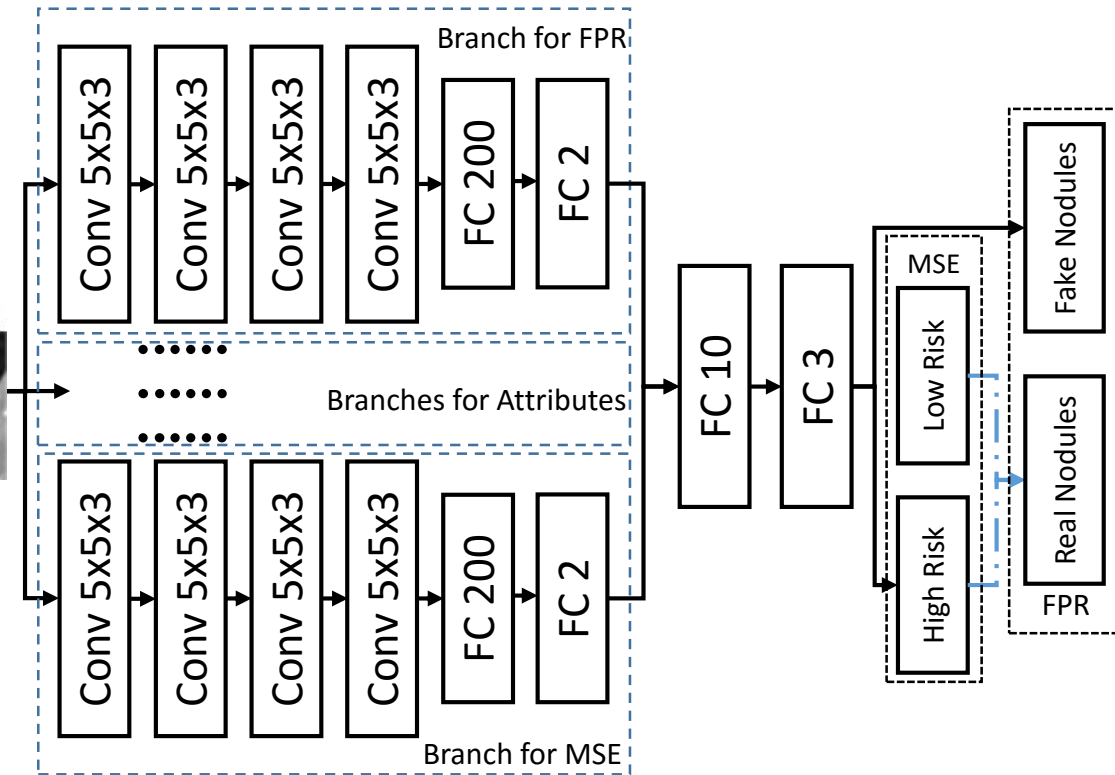 Branch for FPR
Conv 5x5x3
Conv 5x5x3
Conv 5x5x3
Conv 5x5x3
FC 200
FC 2
Branches for Attributes
Conv 5x5x3
Conv 5x5x3
Conv 5x5x3
Conv 5x5x3
FC 200
FC 2
Branch for MSE
FC 10
FC 3
MSE
Low Risk
High Risk
Fake Nodules
Real Nodules
FPR